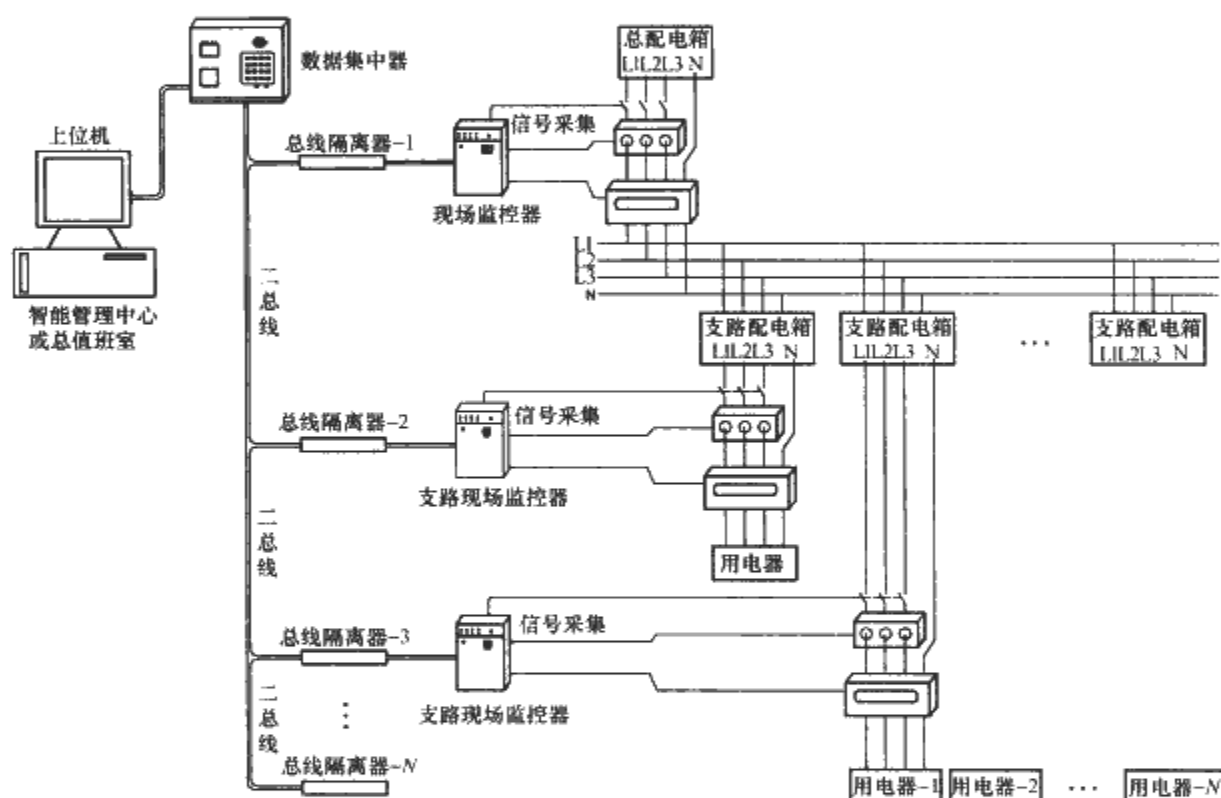 数据集中器
总配电箱
L1L2L3 N
上位机
总线隔离器-1
信号采集
现场监控器
L1
L2
L3
N
二总线
智能管理中心
或总值班室
支路配电箱
L1L2L3 N
支路配电箱
L1L2L3 N
…
支路配电箱
L1L2L3 N
总线隔离器-2
信号采集
支路现场监控器
二总线
用电器
总线隔离器-3
信号采集
支路现场监控器
二总线
⋮
总线隔离器-N
用电器-1
用电器-2
…
用电器-N